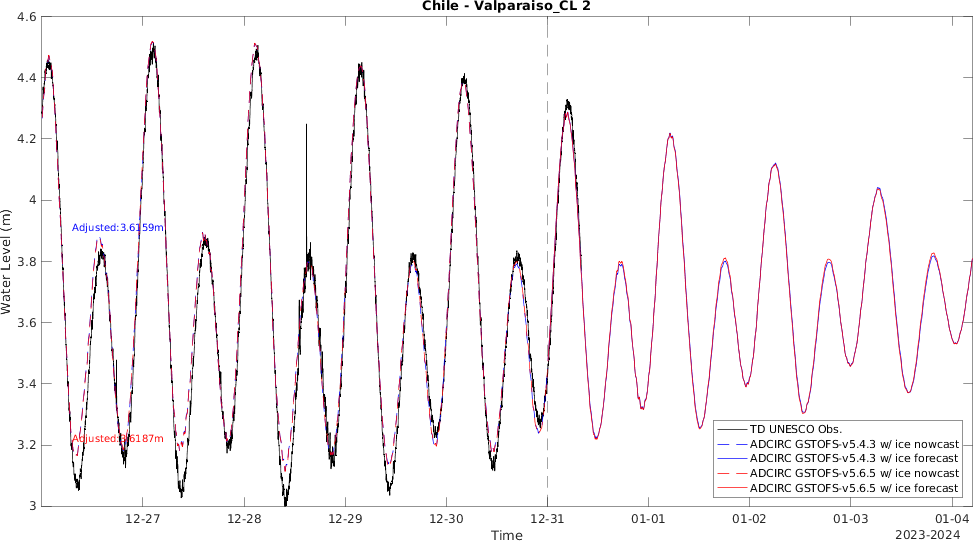 Chile - Valparaiso_CL 2
4.6
4.4
4.2
4
3.8
3.6
3.4
3.2
3
Water Level (m)
Adjusted:3.6159m
Adjusted:3.6187m
TD UNESCO Obs.
ADCIRC GSTOFS-v5.4.3 w/ ice nowcast
ADCIRC GSTOFS-v5.4.3 w/ ice forecast
ADCIRC GSTOFS-v5.6.5 w/ ice nowcast
ADCIRC GSTOFS-v5.6.5 w/ ice forecast
12-27 12-28 12-29 12-30 12-31 01-01 01-02 01-03 01-04
Time
2023-2024